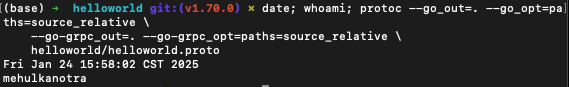 (base) ➜  helloworld git:(v1.70.0) ✗ date; whoami; protoc --go_out=. --go_opt=pa
ths=source_relative \
    --go-grpc_out=. --go-grpc_opt=paths=source_relative \
    helloworld/helloworld.proto
Fri Jan 24 15:58:02 CST 2025
mehulkanotra